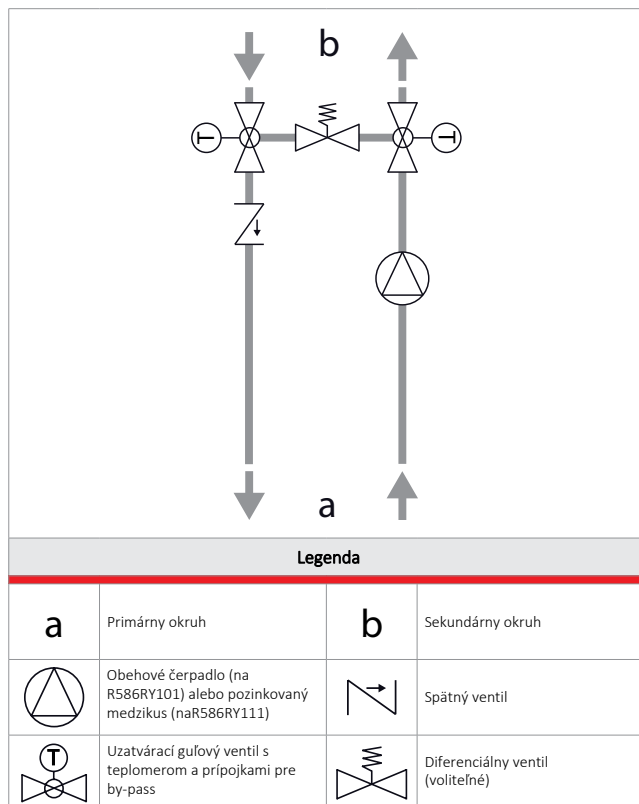 b
T
T
a
Legenda
a
Primárny okruh
b
Sekundárny okruh
Obehové čerpadlo (na
R586RY101) alebo pozinkovaný
medzikus (naR586RY111)
Spätný ventil
T
Uzatvárací guľový ventil s
teplomerom a prípojkami pre
by-pass
Diferenciálny ventil
(voliteľné)